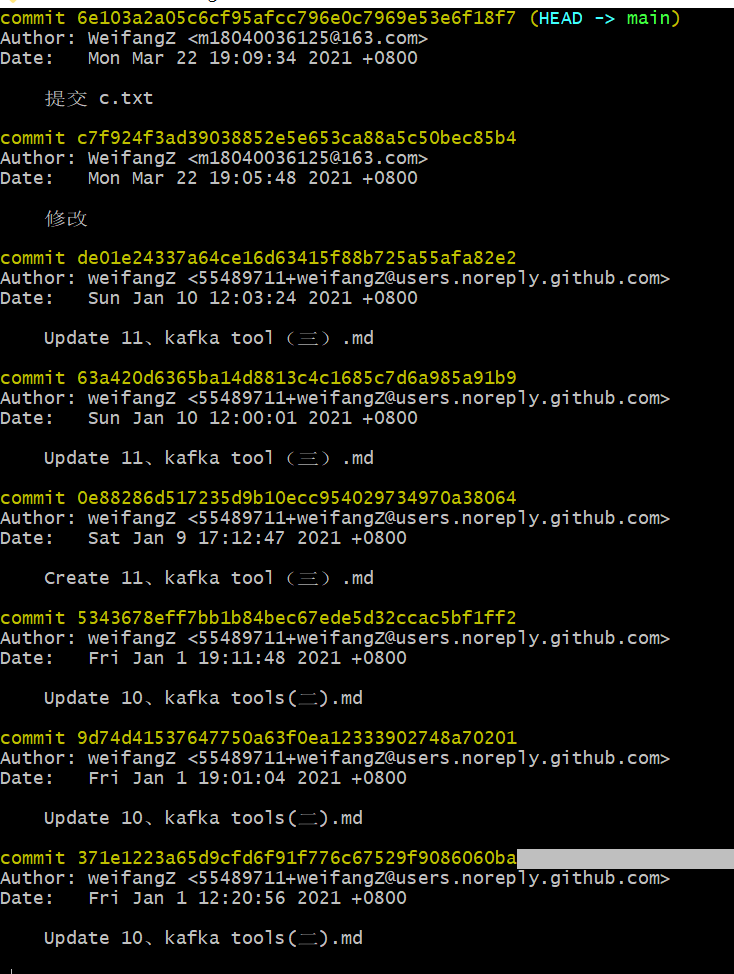 commit 6e103a2a05c6cf95afcc796e0c7969e53e6f18f7 (HEAD -> main)
Author: WeifangZ <m18040036125@163.com>
Date:   Mon Mar 22 19:09:34 2021 +0800
提交 c.txt
commit c7f924f3ad39038852e5e653ca88a5c50bec85b4
Author: WeifangZ <m18040036125@163.com>
Date:   Mon Mar 22 19:05:48 2021 +0800
修改
commit de01e24337a64ce16d63415f88b725a55afa82e2
Author: weifangZ <55489711+weifangZ@users.noreply.github.com>
Date:   Sun Jan 10 12:03:24 2021 +0800
Update 11、kafka tool（三）.md
commit 63a420d6365ba14d8813c4c1685c7d6a985a91b9
Author: weifangZ <55489711+weifangZ@users.noreply.github.com>
Date:   Sun Jan 10 12:00:01 2021 +0800
Update 11、kafka tool（三）.md
commit 0e88286d517235d9b10ecc954029734970a38064
Author: weifangZ <55489711+weifangZ@users.noreply.github.com>
Date:   Sat Jan 9 17:12:47 2021 +0800
Create 11、kafka tool（三）.md
commit 5343678eff7bb1b84bec67ede5d32ccac5bf1ff2
Author: weifangZ <55489711+weifangZ@users.noreply.github.com>
Date:   Fri Jan 1 19:11:48 2021 +0800
Update 10、kafka tools(二).md
commit 9d74d41537647750a63f0ea12333902748a70201
Author: weifangZ <55489711+weifangZ@users.noreply.github.com>
Date:   Fri Jan 1 19:01:04 2021 +0800
Update 10、kafka tools(二).md
commit 371e1223a65d9cfd6f91f776c67529f9086060ba
Author: weifangZ <55489711+weifangZ@users.noreply.github.com>
Date:   Fri Jan 1 12:20:56 2021 +0800
Update 10、kafka tools(二).md